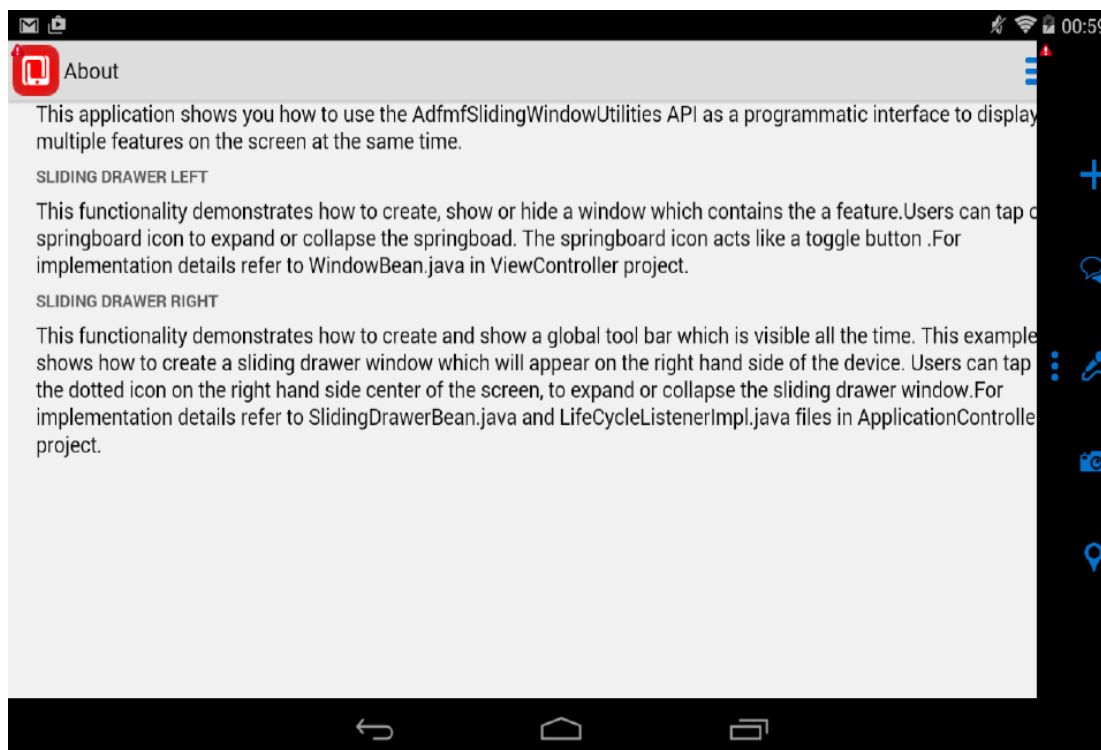 00:59
About
This application shows you how to use the AdfmfSlidingWindowUtilities API as a programmatic interface to display
multiple features on the screen at the same time.
SLIDING DRAWER LEFT
This functionality demonstrates how to create, show or hide a window which contains the a feature.Users can tap
springboard icon to expand or collapse the springboad. The springboard icon acts like a toggle button .For
implementation details refer to WindowBean.java in ViewController project.
SLIDING DRAWER RIGHT
This functionality demonstrates how to create and show a global tool bar which is visible all the time. This example
shows how to create a sliding drawer window which will appear on the right hand side of the device. Users can tap
the dotted icon on the right hand side center of the screen, to expand or collapse the sliding drawer window.For
implementation details refer to SlidingDrawerBean.java and LifeCycleListenerImpl.java files in ApplicationControlle
project.